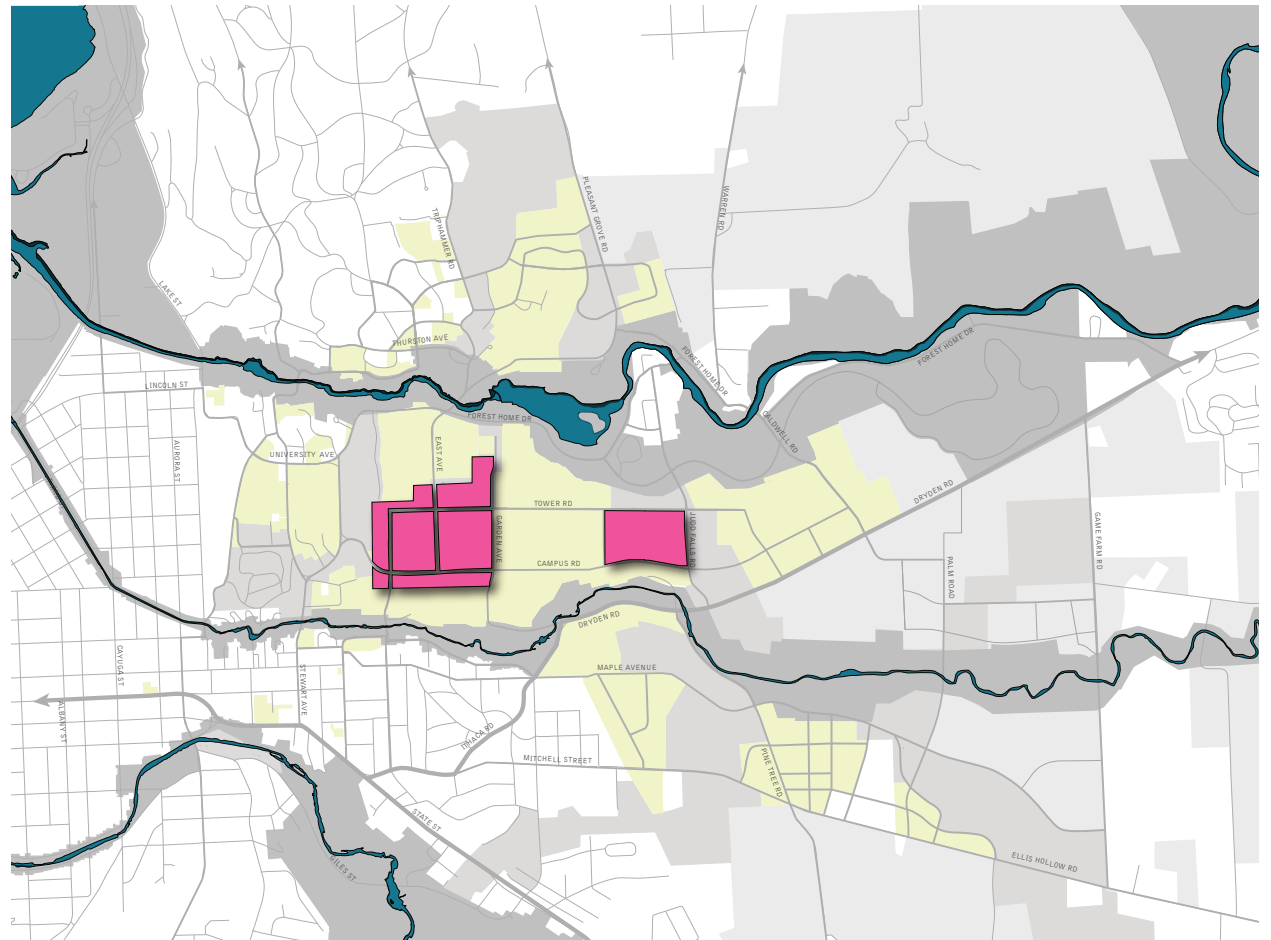 PLEASANT GROVE RD
WARREN RD
TRIPHAMMER RD
LAKE ST
THURSTON AVE
FOREST HOME DR
FOREST HOME DR
LINCOLN ST
FOREST HOME DR
CALDWELL RD
AURORA ST
UNIVERSITY AVE
EAST AVE
DRYDEN RD
TOWER RD
GARDEN AVE
JUDD FALLS RD
GAME FARM RD
CAMPUS RD
PALM ROAD
DRYDEN RD
CAYUGA ST
STEWART AVE
MAPLE AVENUE
ALBANY ST
ITHACA RD
MITCHELL STREET
PINE TREE RD
STATE ST
GILES ST
ELLIS HOLLOW RD